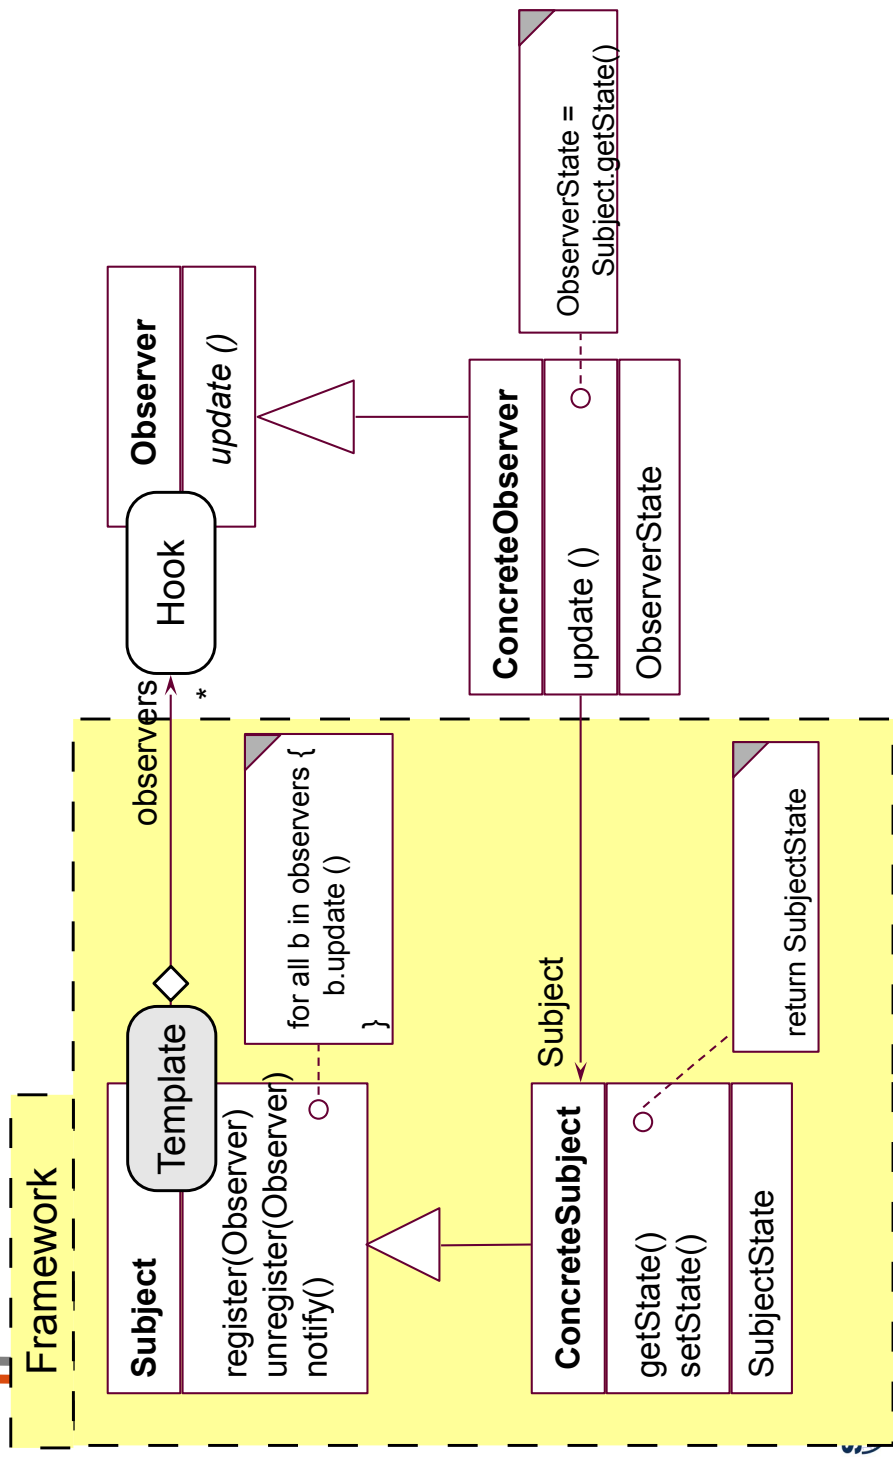 Framework
Subject
Template
register(Observer)
unregister(Observer)
notify()
for all b in observers {
b.update ()
}
observers
*
Hook
Observer
update ()
ConcreteSubject
getState()
setState()
SubjectState
return SubjectState
Subject
ConcreteObserver
update ()
ObserverState
ObserverState =
Subject.getState()